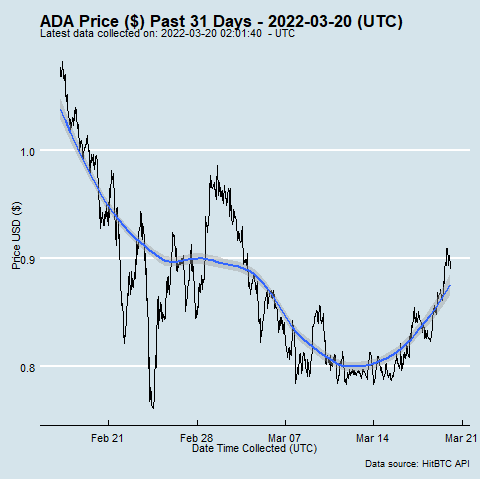 ADA Price ($) Past 31 Days - 2022-03-20 (UTC)
Latest data collected on: 2022-03-20 02:01:40 - UTC
1.0
0.9
0.8
Price USD ($)
Feb 21 Feb 28 Mar 07 Mar 14 Mar 21
Date Time Collected (UTC)
Data source: HitBTC API